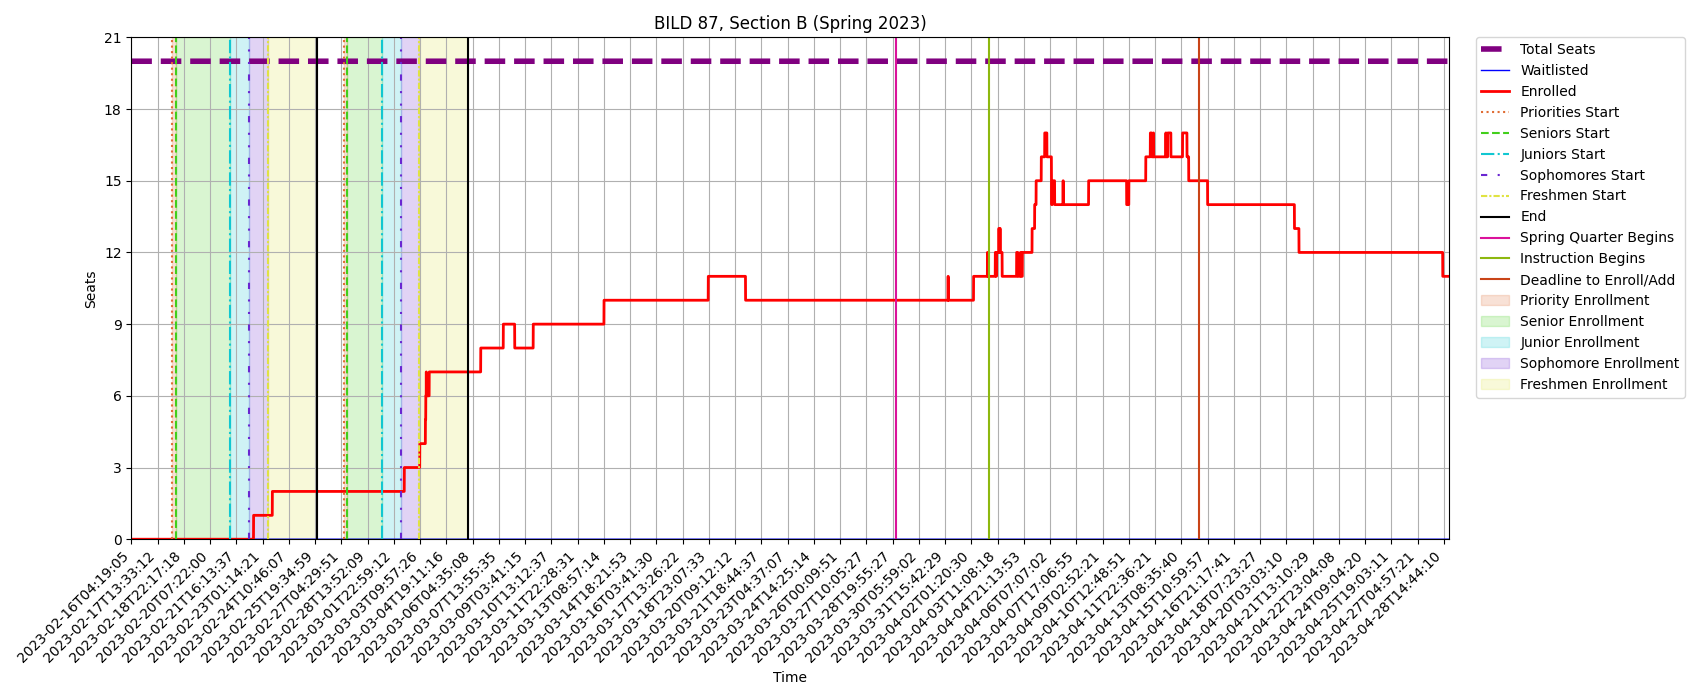 BILD 87, Section B (Spring 2023)
Seats
21
18
15
12
9
6
3
0
2023-02-16T04:19:05
2023-02-17T13:33:12
2023-02-18T22:17:18
2023-02-20T07:22:00
2023-02-21T16:13:37
2023-02-23T01:14:21
2023-02-24T10:46:07
2023-02-25T19:34:59
2023-02-27T04:29:51
2023-02-28T13:52:09
2023-03-01T22:59:12
2023-03-03T09:57:26
2023-03-04T19:11:16
2023-03-06T04:35:08
2023-03-07T13:55:35
2023-03-09T03:41:15
2023-03-10T13:12:37
2023-03-11T22:28:31
2023-03-13T08:57:14
2023-03-14T18:21:53
2023-03-16T03:41:30
2023-03-17T13:26:22
2023-03-18T23:07:33
2023-03-20T09:12:12
2023-03-21T18:44:37
2023-03-23T04:37:07
2023-03-24T14:25:14
2023-03-26T00:09:51
2023-03-27T10:05:27
2023-03-28T19:55:27
2023-03-30T05:59:02
2023-03-31T15:42:29
2023-04-02T01:20:30
2023-04-03T11:08:18
2023-04-04T21:13:53
2023-04-06T07:07:02
2023-04-07T17:06:55
2023-04-09T02:52:21
2023-04-10T12:48:51
2023-04-11T22:36:21
2023-04-13T08:35:40
2023-04-15T10:59:57
2023-04-16T21:17:41
2023-04-18T07:23:27
2023-04-20T03:03:10
2023-04-21T13:10:29
2023-04-22T23:04:08
2023-04-24T09:04:20
2023-04-25T19:03:11
2023-04-27T04:57:21
2023-04-28T14:44:10
Time
Total Seats
Waitlisted
Enrolled
Priorities Start
Seniors Start
Juniors Start
Sophomores Start
Freshmen Start
End
Spring Quarter Begins
Instruction Begins
Deadline to Enroll/Add
Priority Enrollment
Senior Enrollment
Junior Enrollment
Sophomore Enrollment
Freshmen Enrollment